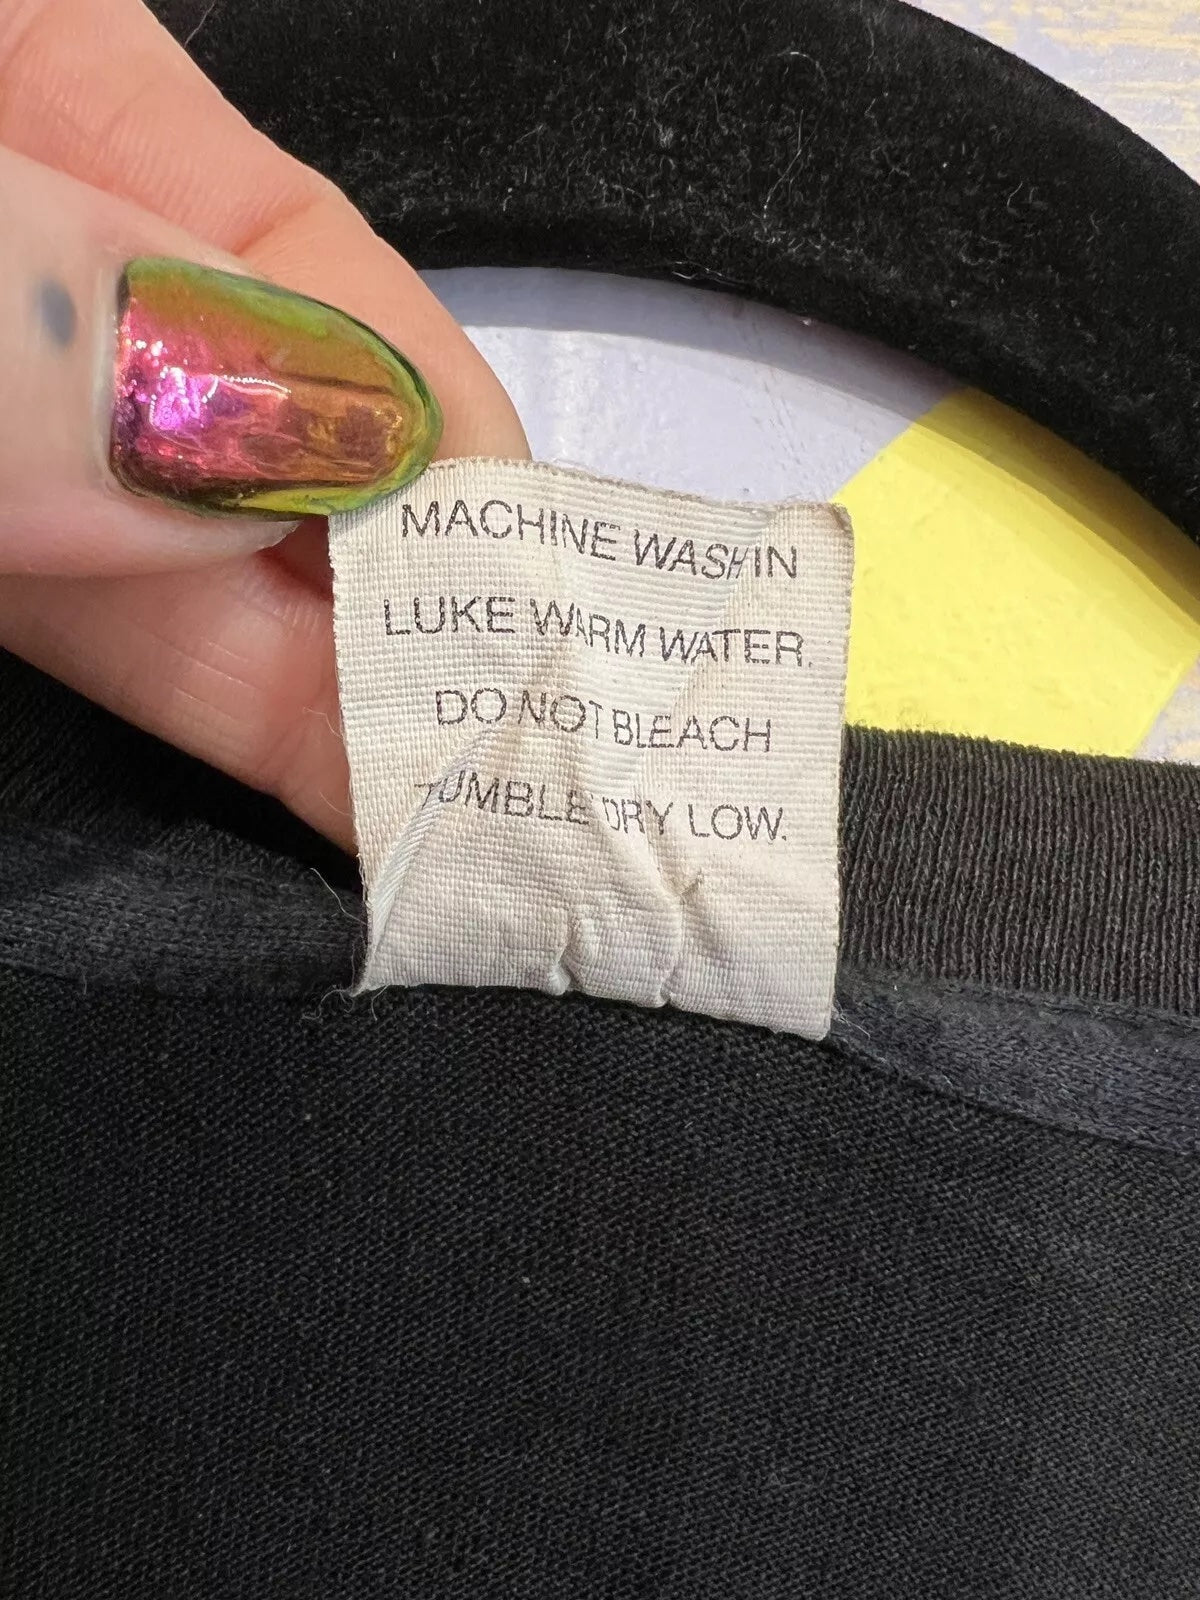 MACHINE WASH IN
LUKE WARM WATER.
DO NOT BLEACH
TUMBLE DRY LOW.